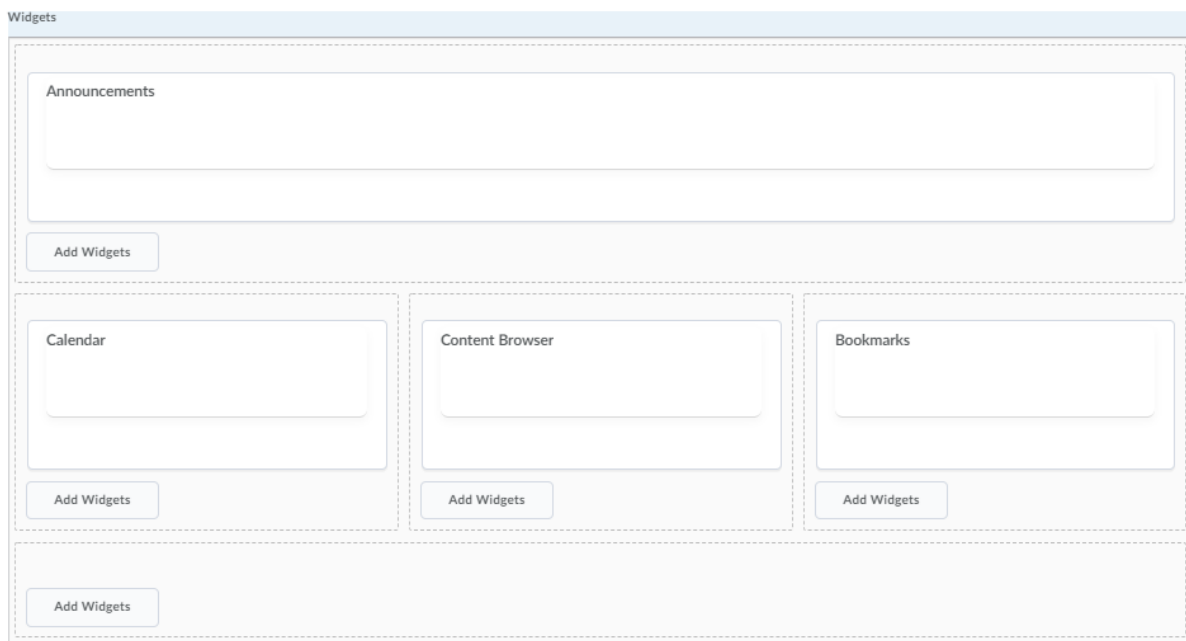 Widgets
Announcements
Add Widgets
Calendar
Content Browser
Bookmarks
Add Widgets
Add Widgets
Add Widgets
Add Widgets